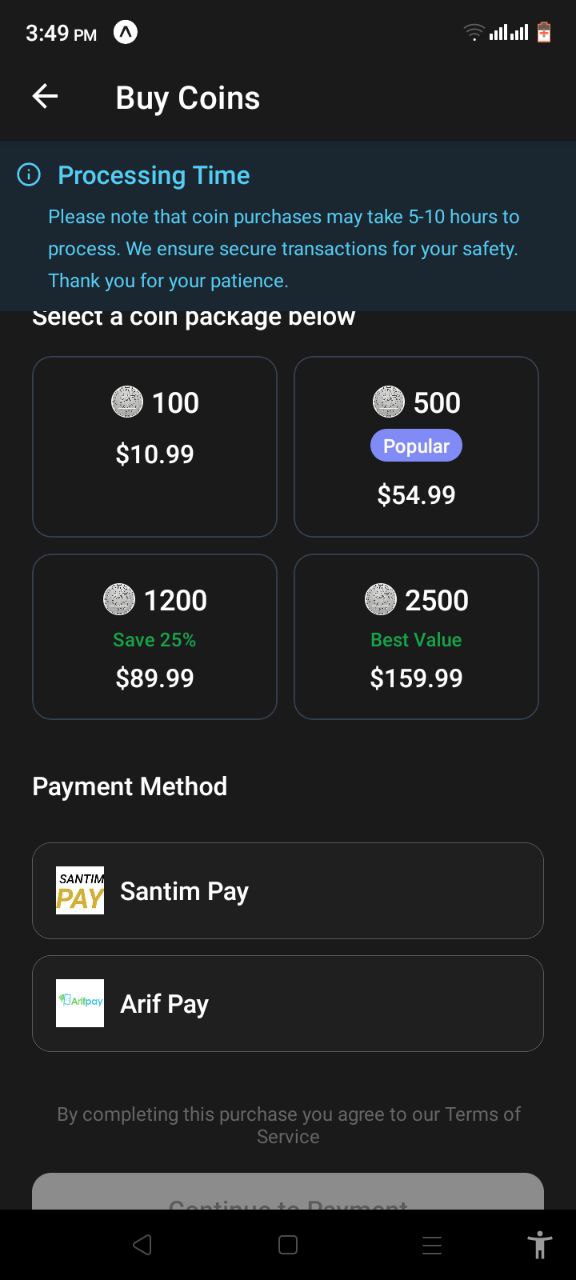 3:49 PM
Buy Coins
Processing Time
Please note that coin purchases may take 5-10 hours to
process. We ensure secure transactions for your safety.
Thank you for your patience.
Select a coin package below
100
$10.99
500
Popular
$54.99
1200
Save 25%
$89.99
2500
Best Value
$159.99
Payment Method
SANTIM
PAY
Santim Pay
Arifpay
Arif Pay
By completing this purchase you agree to our Terms of
Service
Continue to Payment